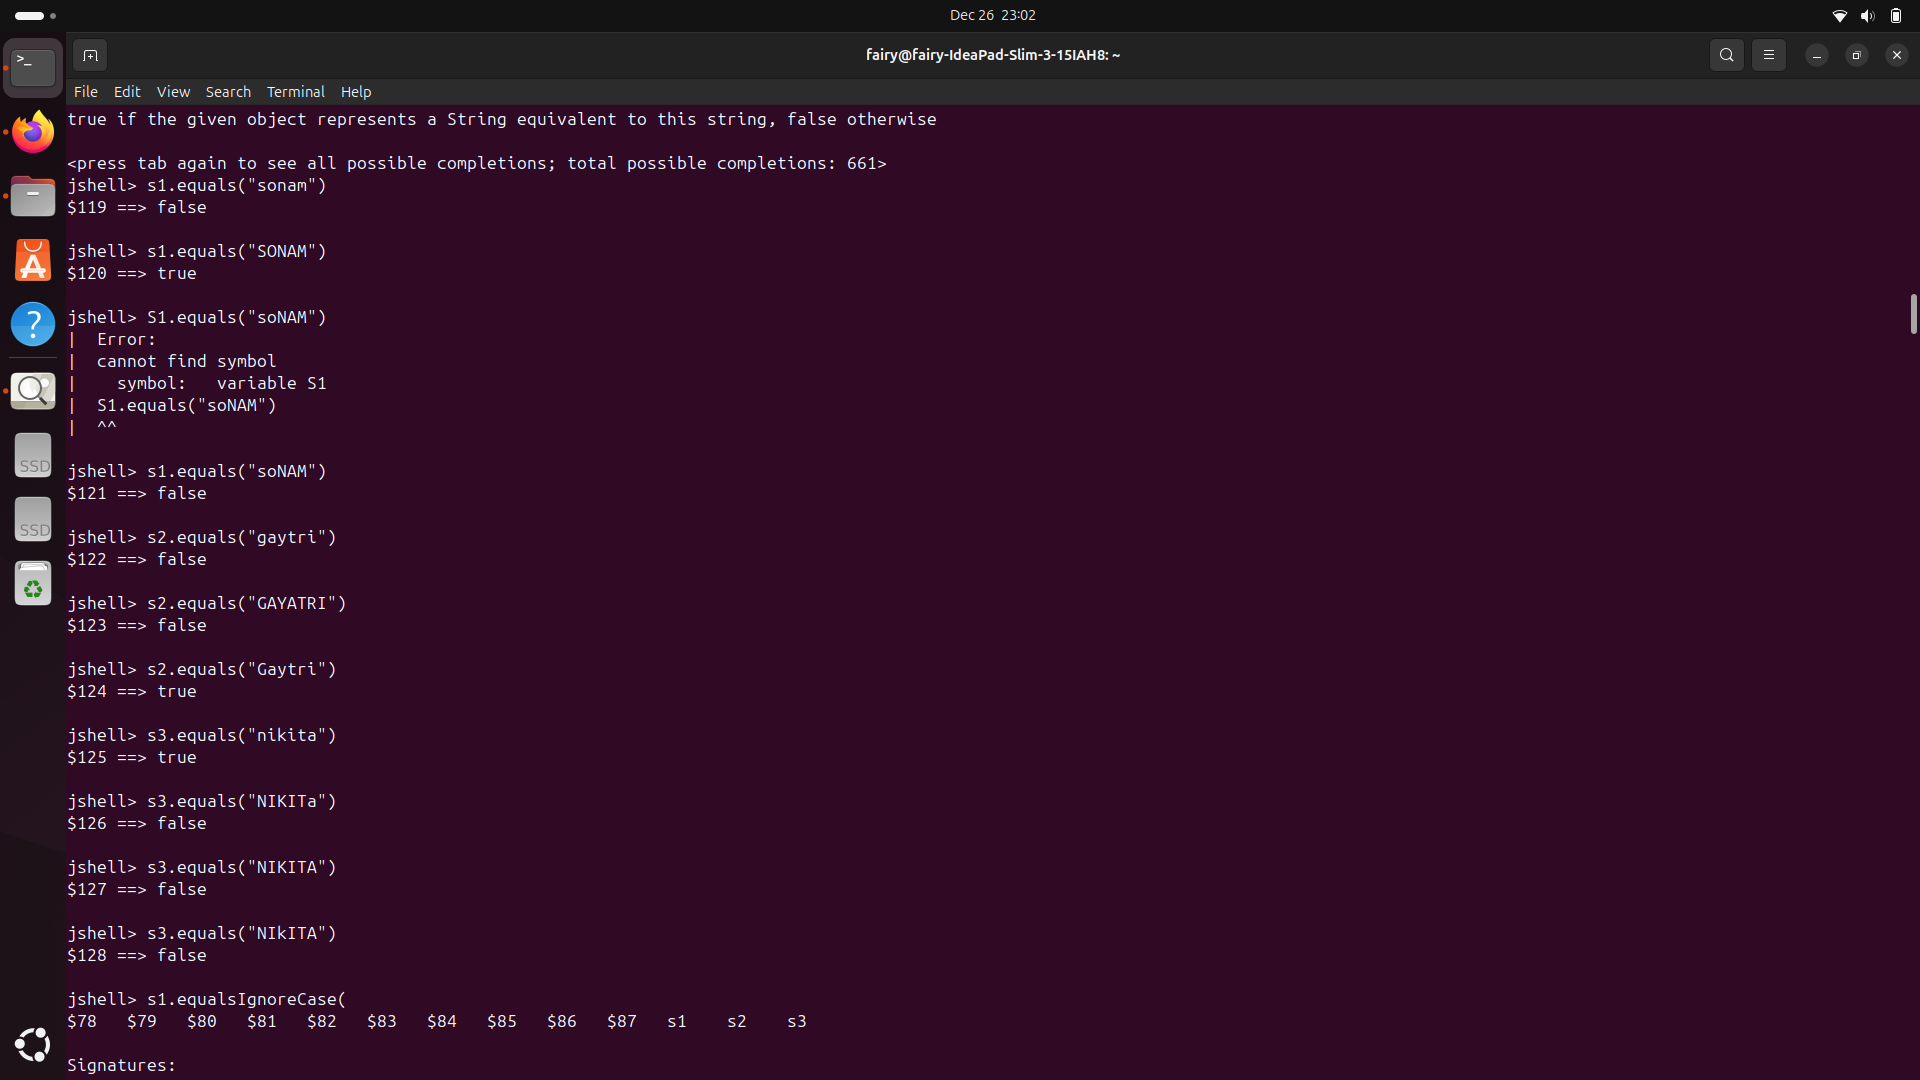 Dec 26 23:02
fairy@fairy-IdeaPad-Slim-3-15IAH8: ~
File Edit View Search Terminal Help
true if the given object represents a String equivalent to this string, false otherwise
<press tab again to see all possible completions; total possible completions: 661>
jshell> s1.equals("sonam")
$119 ==> false
jshell> s1.equals("SONAM")
$120 ==> true
jshell> S1.equals("soNAM")
|  Error:
|  cannot find symbol
|    symbol:   variable S1
|  S1.equals("soNAM")
|  ^^
jshell> s1.equals("soNAM")
$121 ==> false
jshell> s2.equals("gaytri")
$122 ==> false
jshell> s2.equals("GAYATRI")
$123 ==> false
jshell> s2.equals("Gaytri")
$124 ==> true
jshell> s3.equals("nikita")
$125 ==> true
jshell> s3.equals("NIKITa")
$126 ==> false
jshell> s3.equals("NIKITA")
$127 ==> false
jshell> s3.equals("NIkITA")
$128 ==> false
jshell> s1.equalsIgnoreCase(
$78   $79   $80   $81   $82   $83   $84   $85   $86   $87   s1    s2    s3
Signatures:
>_
?
SSD
SSD